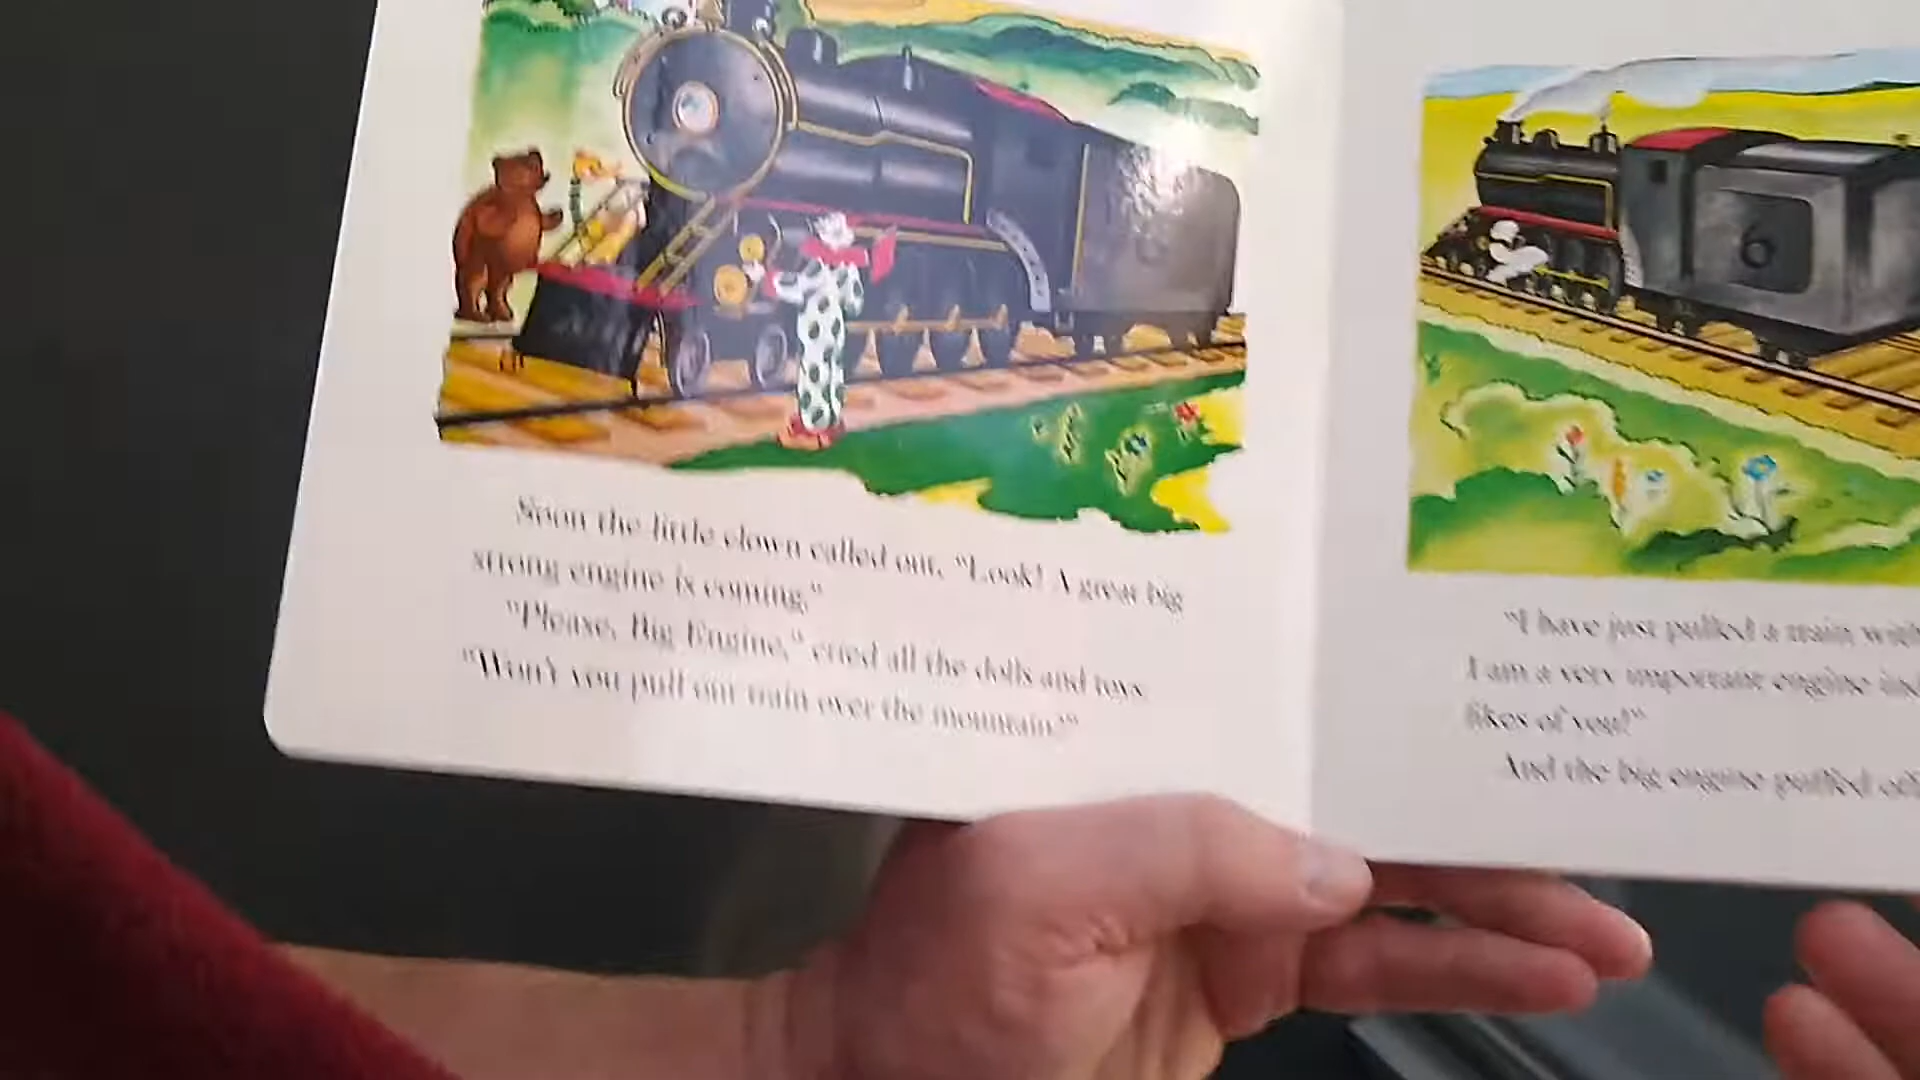 Soon the little clown called out, "Look! A great big
strong engine is coming."
"Please, Big Engine," cried all the dolls and toys.
"Won't you pull our train over the mountain?"
6
"I have just pulled a train with
I am a very important engine
likes of you!"
And the big engine puffed